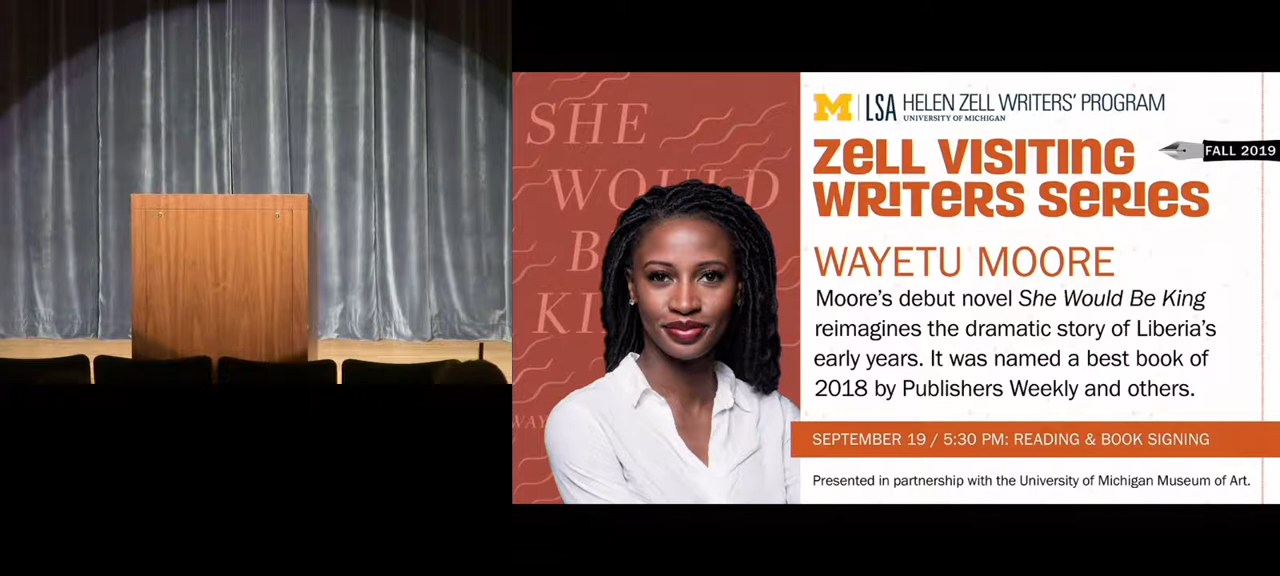 SHE
WOULD
B
KI
WAY
M LSA HELEN ZELL WRITERS' PROGRAM
UNIVERSITY OF MICHIGAN
ZELL VISITING
WRITERS SERIES
FALL 2019
WAYETU MOORE
Moore's debut novel She Would Be King
reimagines the dramatic story of Liberia's
early years. It was named a best book of
2018 by Publishers Weekly and others.
SEPTEMBER 19 / 5:30 PM: READING & BOOK SIGNING
Presented in partnership with the University of Michigan Museum of Art.